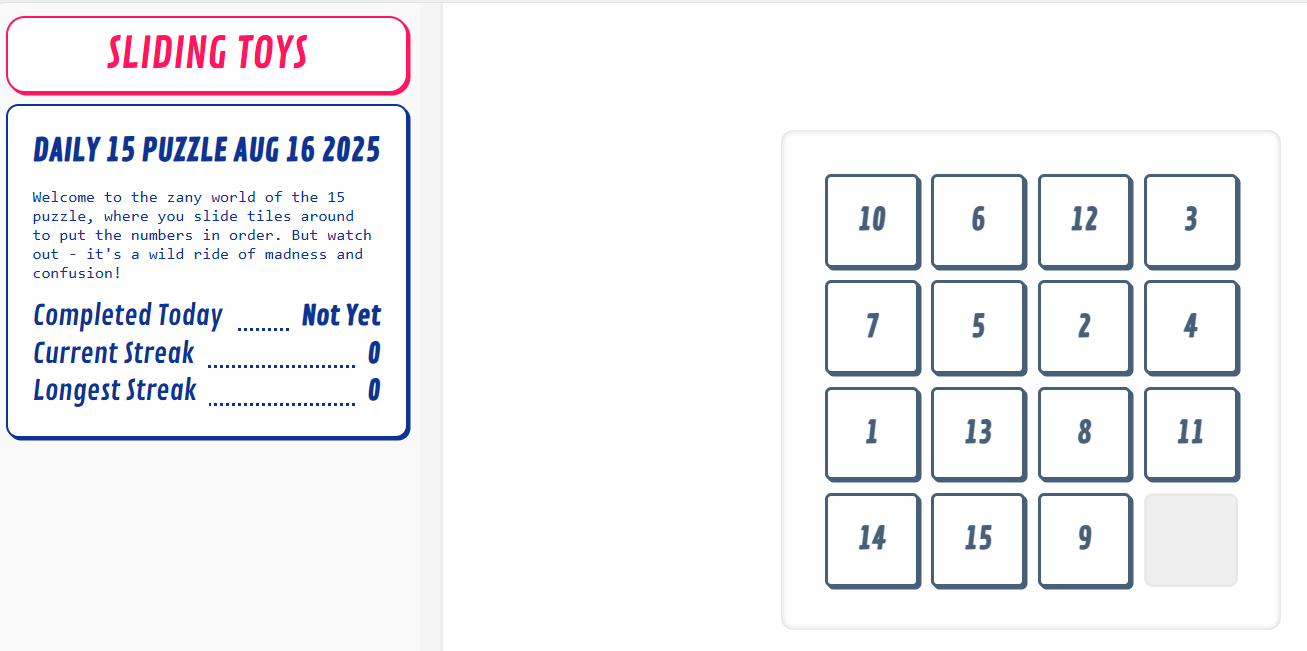 SLIDING TOYS
DAILY 15 PUZZLE AUG 16 2025
Welcome to the zany world of the 15
puzzle, where you slide tiles around
to put the numbers in order. But watch
out - it's a wild ride of madness and
confusion!
Completed Today Not Yet
Current Streak 0
Longest Streak 0
10 6 12 3
7 5 2 4
1 13 8 11
14 15 9